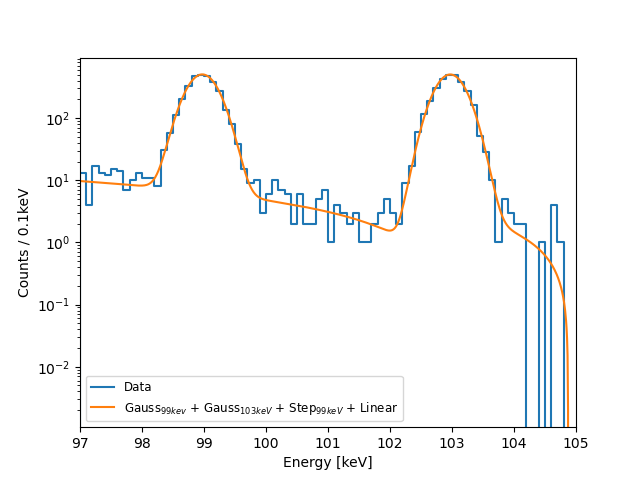 10²
10¹
10⁰
10⁻¹
10⁻²
Counts / 0.1keV
Data
Gauss₉₉ₖₑᵥ + Gauss₁₀₃ₖₑV + Step₉₉ₖₑV + Linear
97 98 99 100 101 102 103 104 105
Energy [keV]